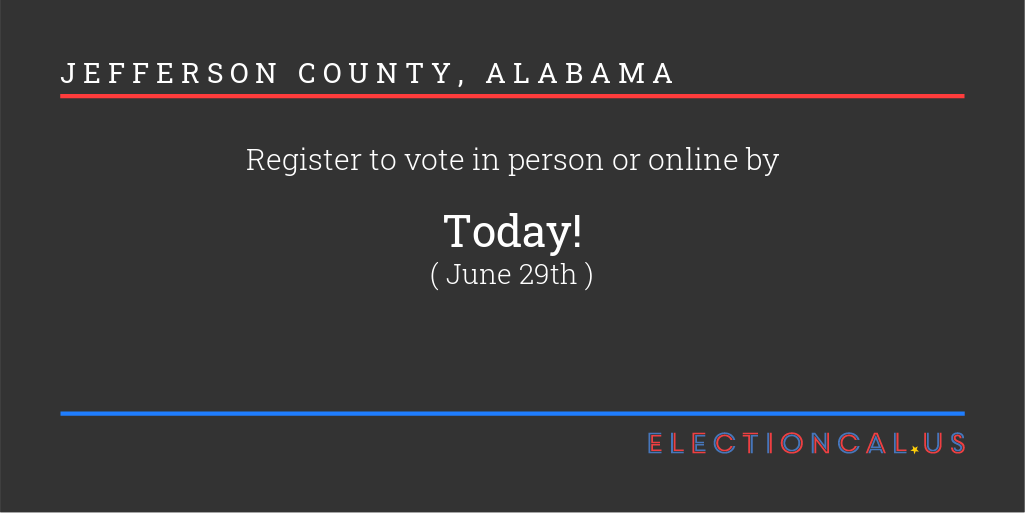 JEFFERSON COUNTY, ALABAMA
Register to vote in person or online by
Today!
( June 29th )
ELECTIONCAL.US